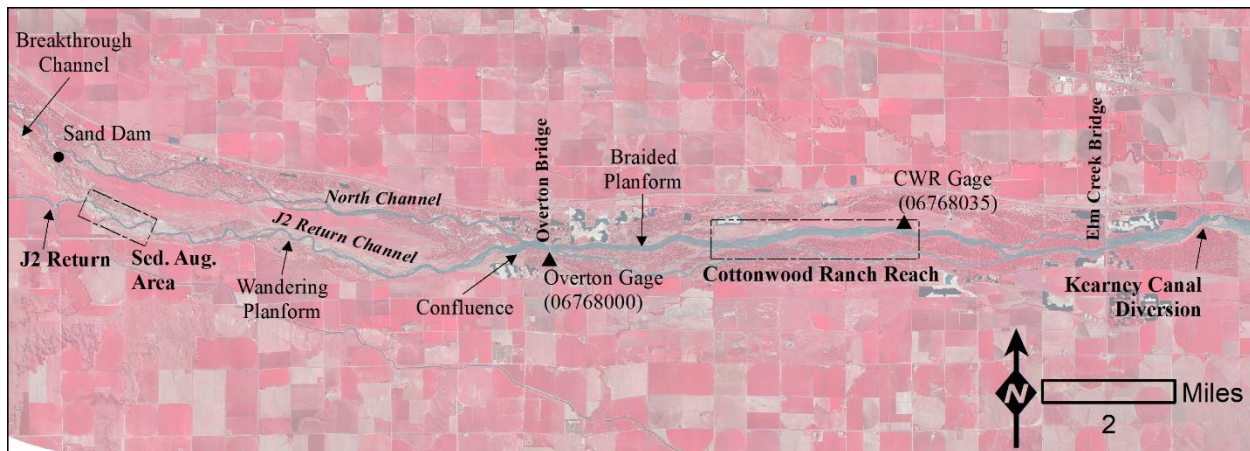 Breakthrough
Channel
Sand Dam
North Channel
J2 Return Channel
J2 Return
Sed. Aug.
Area
Wandering
Planform
Confluence
Overton Bridge
Overton Gage
(06768000)
Braided
Planform
CWR Gage
(06768035)
Cottonwood Ranch Reach
Elm Creek Bridge
Kearney Canal
Diversion
N
Miles
2